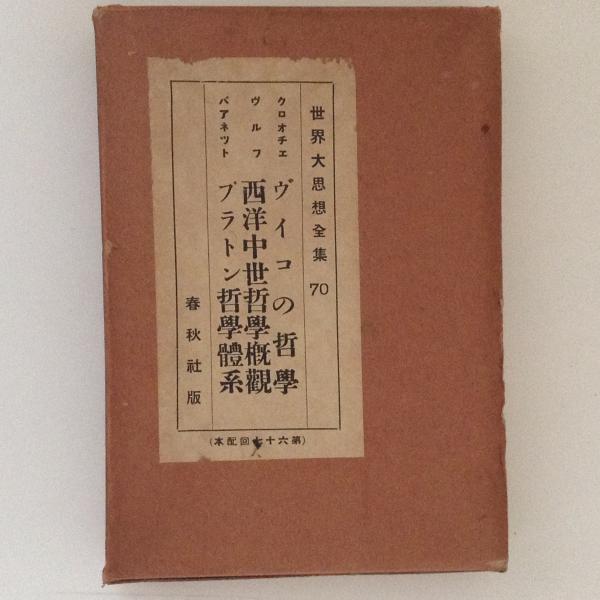 世界大思想全集 70
クロオチエ ヴイコの哲學
ヴルフ 西洋中世哲學概觀
バアネツト プラトン哲學體系
春秋社版
(第六十七回配本)